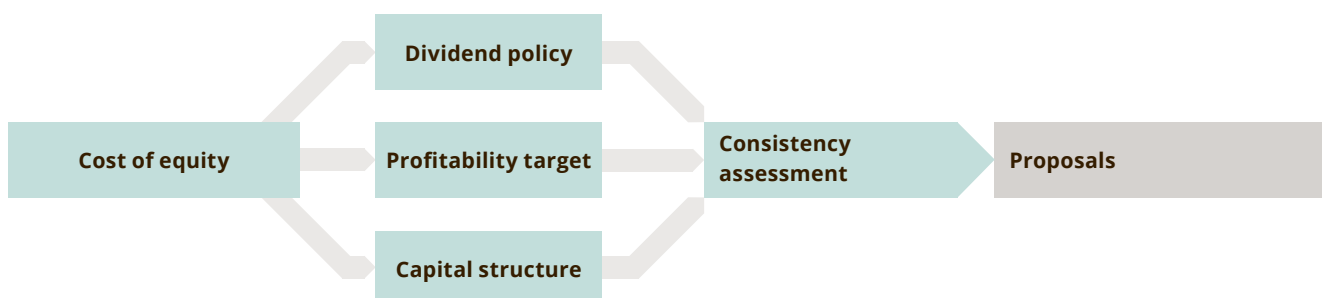 Dividend policy
Cost of equity
Profitability target
Consistency
assessment
Proposals
Capital structure